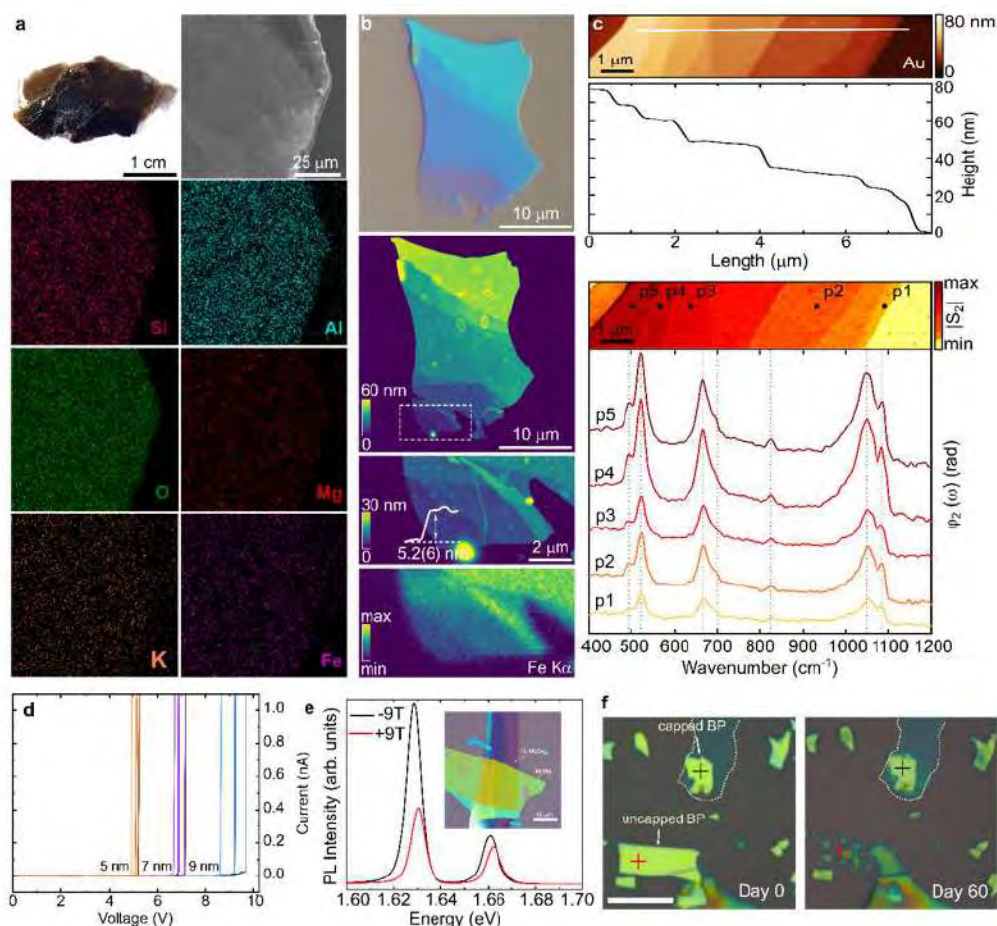 a
1 cm
25 μm
Si
Al
O
Mg
K
Fe
b
10 μm
60 nm
0
10 μm
30 nm
0
5.2(6) nm
2 μm
max
min
Fe Kα
c
80 nm
0
1 μm
Au
80
60
40
20
0
Height (nm)
0 2 4 6
Length (μm)
p5 p4 p3 p2 p1
1 μm
max
|S2|
min
p5
p4
p3
p2
p1
φ2 (ω) (rad)
400 500 600 700 800 900 1000 1100 1200
Wavenumber (cm-1)
d
1.0
0.8
0.6
0.4
0.2
0.0
Current (nA)
5 nm 7 nm 9 nm
0 2 4 6 8 10
Voltage (V)
e
-9T
+9T
PL Intensity (arb. units)
1.60 1.62 1.64 1.66 1.68 1.70
Energy (eV)
f
capped BP
uncapped BP
Day 0
Day 60